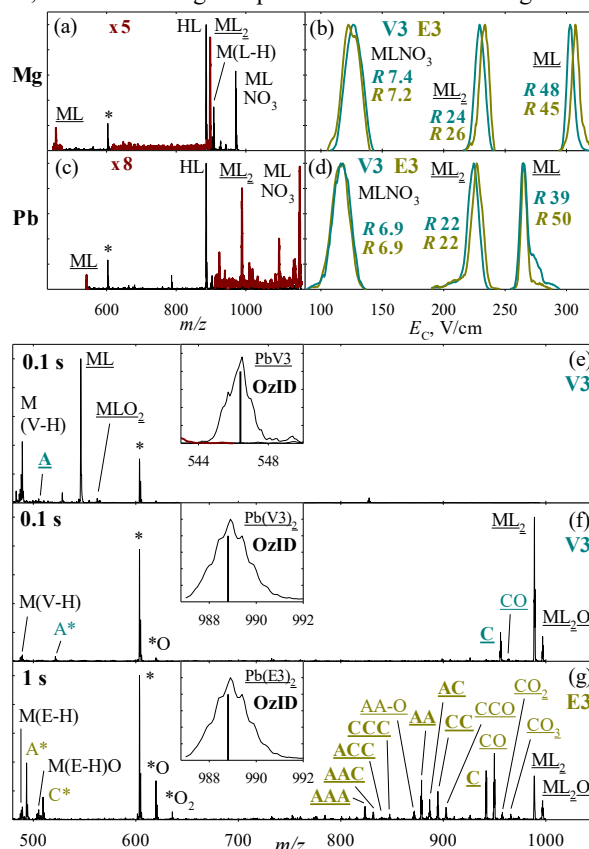 (a)
x 5
HL
ML2
M(L-H)
ML
NO3
ML
*
Mg
(b)
V3 E3
MLNO3
R 7.4
R 7.2
ML2
R 24
R 26
ML
R 48
R 45
(c)
x 8
HL
ML2
ML
NO3
ML
*
Pb
600 800 1000
m/z
(d)
V3 E3
MLNO3
R 6.9
R 6.9
ML2
R 22
R 22
ML
R 39
R 50
100 150 200 250 300
EC, V/cm
0.1 s
ML
M
(V-H)
A
MLO2
*
PbV3
OzID
544 548
(e)
V3
0.1 s
M(V-H)
A*
*
*O
Pb(V3)2
OzID
988 990 992
ML2
(f)
V3
C
CO
ML2O
1 s
M(E-H)
A*
M(E-H)O
C*
*
*O
*O2
Pb(E3)2
OzID
988 990 992
(g)
E3
AAA
AAC
ACC
CCC
AA-O
AA
AC
CC
CCO
C
CO
CO2
CO3
ML2
ML2O
500 600 700 800 900 1000
m/z